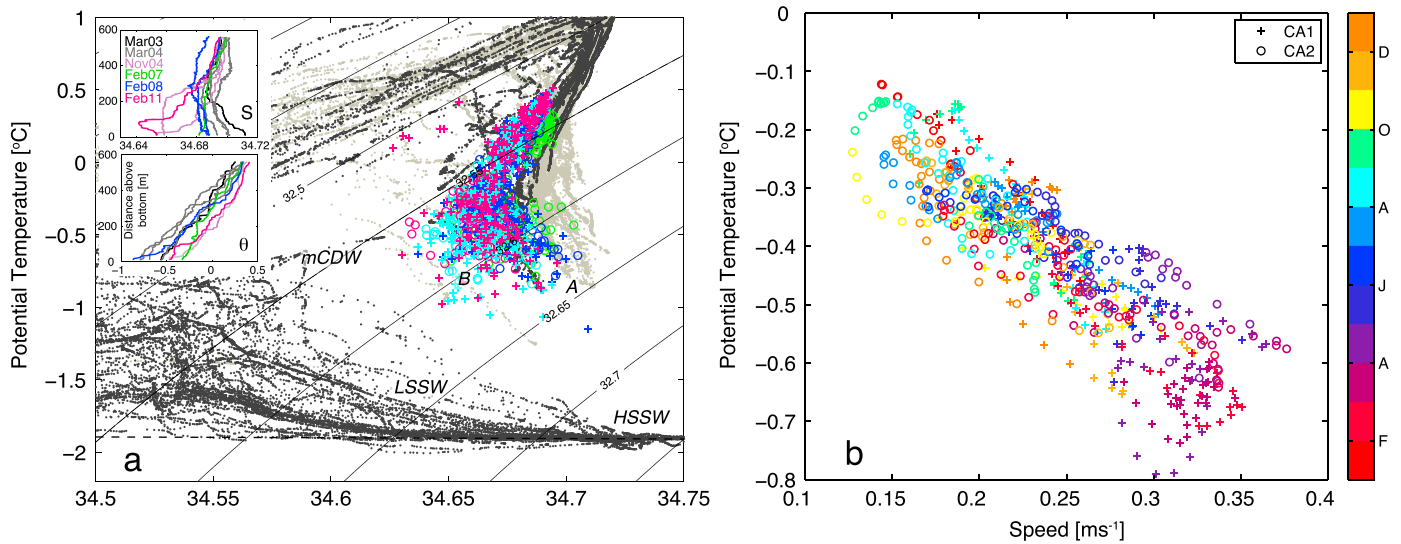 1
0.5
0
−0.5
−1
−1.5
−2
Potential Temperature [ºC]
34.5
34.55
34.6
34.65
34.7
34.75
600
400
200
0
Mar03
Mar04
Nov04
Feb07
Feb08
Feb11
S
34.64
34.68
34.72
600
400
200
0
Distance above
bottom [m]
θ
−1
−0.5
0
0.5
32.5
mCDW
B
A
32.65
LSSW
32.7
HSSW
a
0
−0.1
−0.2
−0.3
−0.4
−0.5
−0.6
−0.7
−0.8
Potential Temperature [ºC]
CA1
CA2
b
0.1
0.15
0.2
0.25
0.3
0.35
0.4
Speed [ms-1]
D
O
A
J
A
F